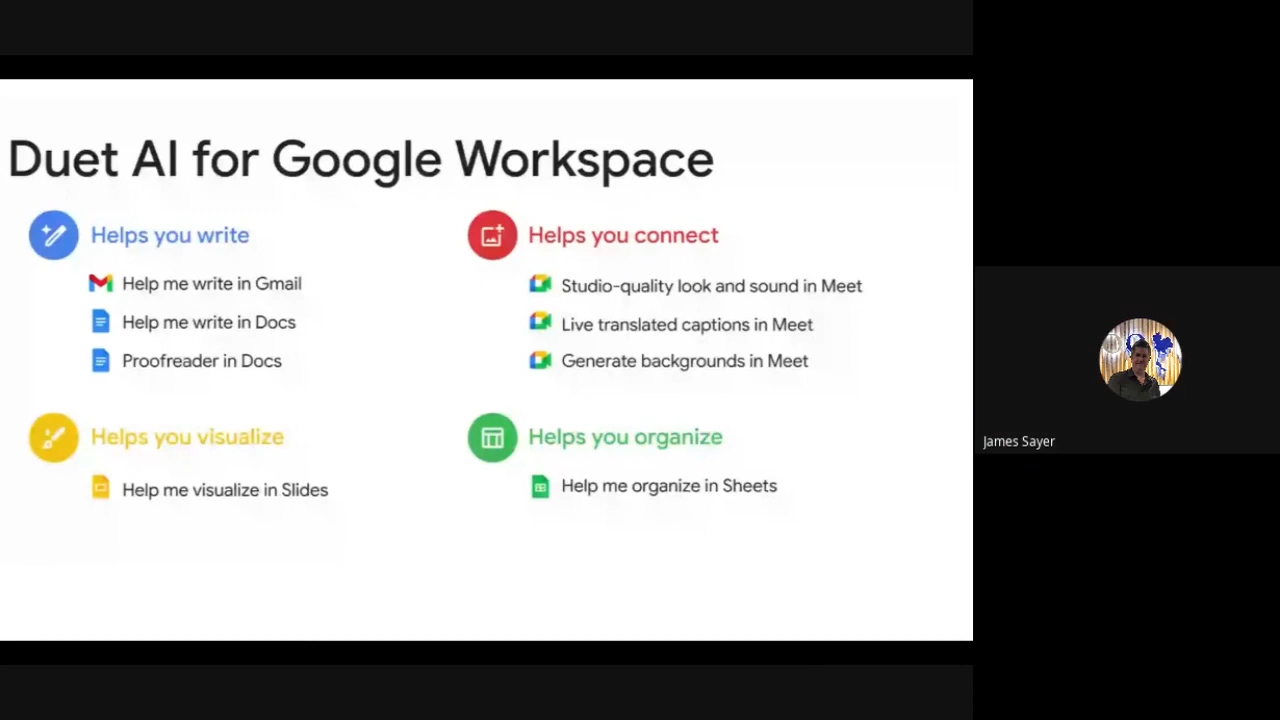 Duet AI for Google Workspace
Helps you write
Help me write in Gmail
Help me write in Docs
Proofreader in Docs
Helps you connect
Studio-quality look and sound in Meet
Live translated captions in Meet
Generate backgrounds in Meet
Helps you visualize
Help me visualize in Slides
Helps you organize
Help me organize in Sheets
James Sayer